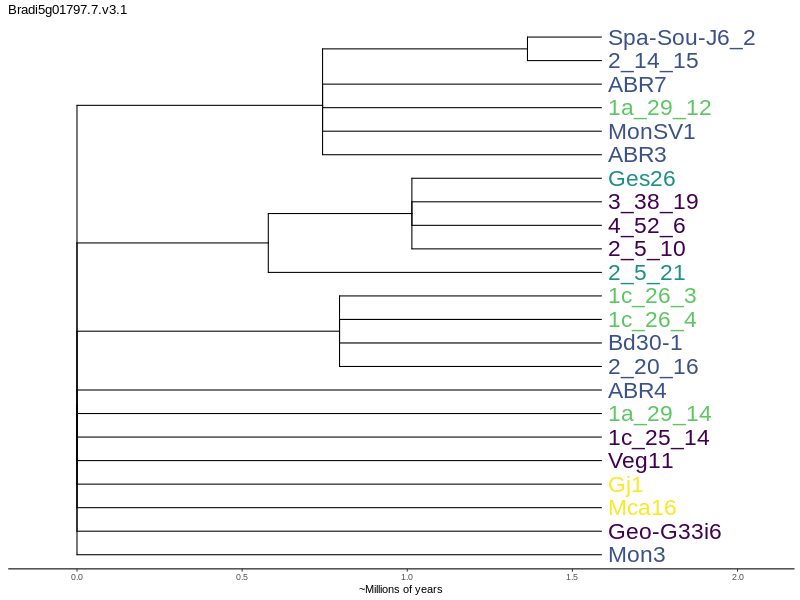 Bradi5g01797.7.v3.1
Spa-Sou-J6_2
2_14_15
ABR7
1a_29_12
MonSV1
ABR3
Ges26
3_38_19
4_52_6
2_5_10
2_5_21
1c_26_3
1c_26_4
Bd30-1
2_20_16
ABR4
1a_29_14
1c_25_14
Veg11
Gj1
Mca16
Geo-G33i6
Mon3
0.0 0.5 1.0 1.5 2.0
~Millions of years